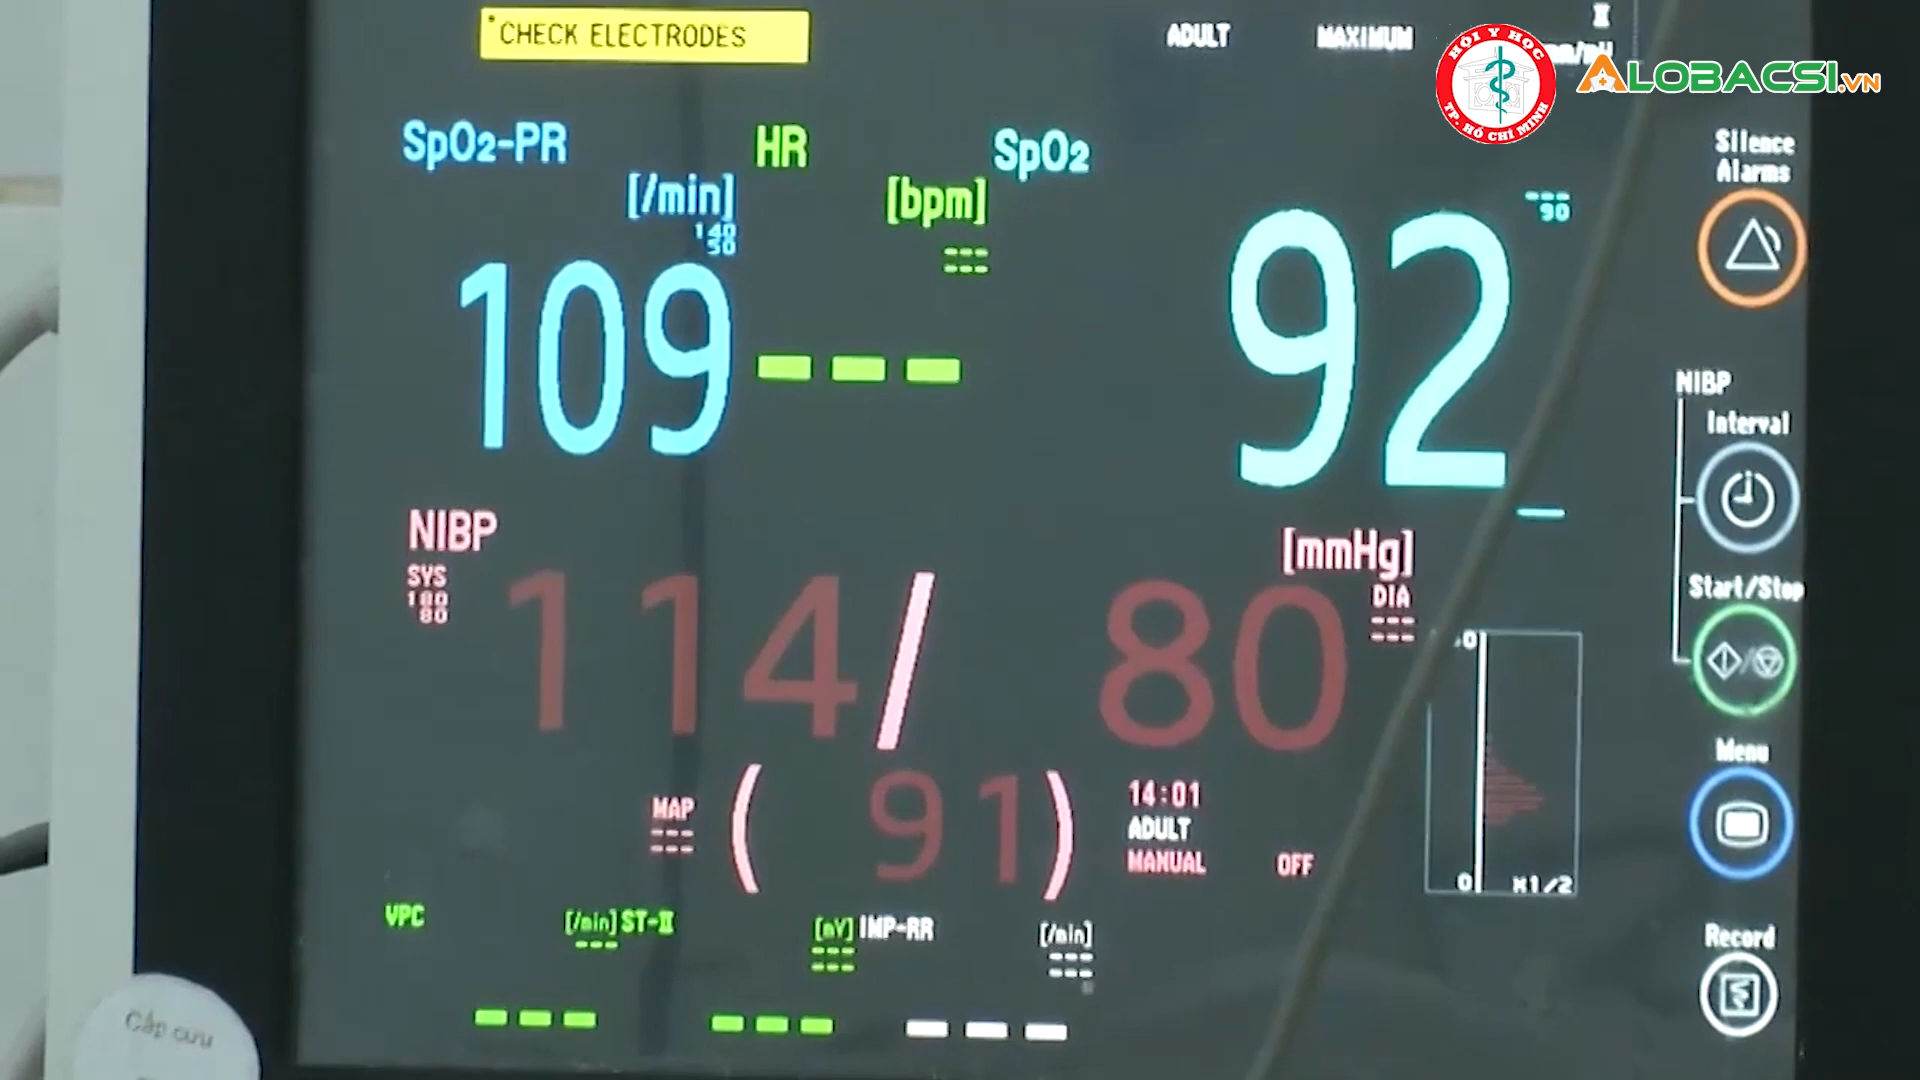 *CHECK ELECTRODES
ADULT
MAXIMUM
II
HỘI Y HỌC
TP. HỒ CHÍ MINH
ALOBACSI.VN
SpO2-PR
[/min]
140
50
109
HR
[bpm]
---
---
---
SpO2
---
90
92
Silence
Alarms
NIBP
Interval
Start/Stop
Menu
Record
NIBP
SYS
180
80
114/80
[mmHg]
DIA
---
---
MAP
---
---
(91)
14:01
ADULT
MANUAL
OFF
0
x1/2
VPC
[/min]
---
---
ST-II
[mV]
---
---
---
IMP-RR
[/min]
---
---
---
Cấp cứu